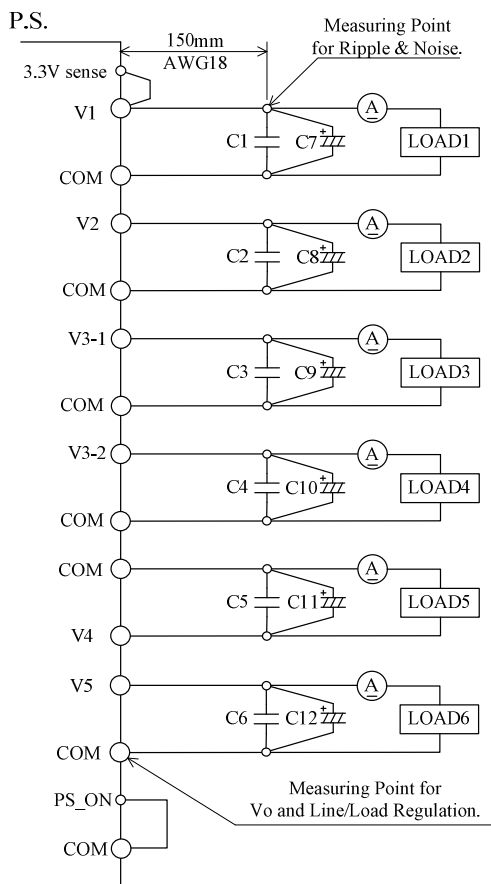 P.S.
150mm
AWG18
Measuring Point
for Ripple & Noise.
3.3V sense
V1
C1
+
C7
A
LOAD1
COM
V2
C2
+
C8
A
LOAD2
COM
V3-1
C3
+
C9
A
LOAD3
COM
V3-2
C4
+
C10
A
LOAD4
COM
COM
C5
+
C11
A
LOAD5
V4
V5
C6
+
C12
A
LOAD6
COM
Measuring Point for
Vo and Line/Load Regulation.
PS_ON
COM